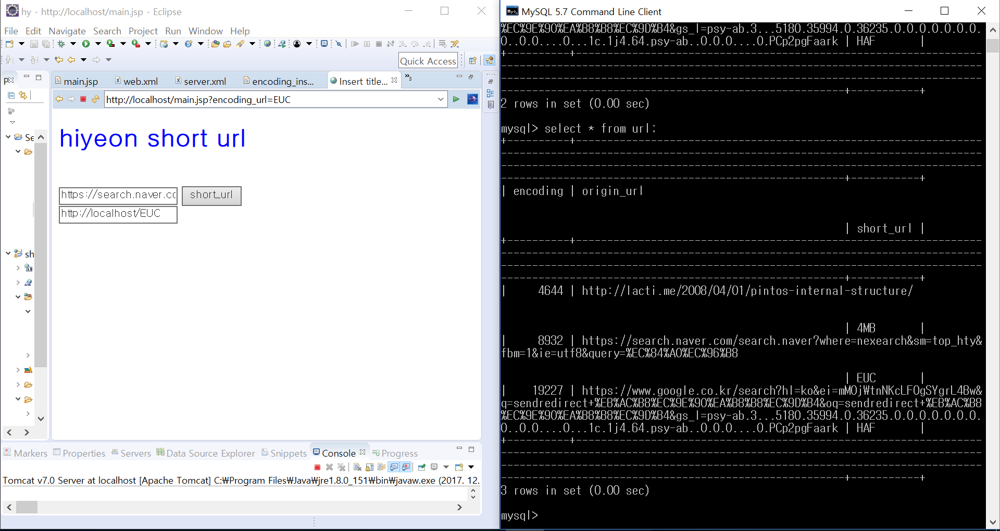 hy - http://localhost/main.jsp - Eclipse
File Edit Navigate Search Project Run Window Help
Quick Access
main.jsp web.xml server.xml encoding_ins... Insert title... »3
http://localhost/main.jsp?encoding_url=EUC
Se
sh
hiyeon short url
https://search.naver.cc short_url
http://localhost/EUC
Markers Properties Servers Data Source Explorer Snippets Console Progress
Tomcat v7.0 Server at localhost [Apache Tomcat] C:₩Program Files₩Java₩jre1.8.0_151₩bin₩javaw.exe (2017. 12.
MySQL 5.7 Command Line Client
%EC%9E%90%EA%B8%B8%EC%9D%B4&gs_l=psy-ab.3...5180.35994.0.36235.0.0.0.0.0.0.0.
0..0.0....0...1c.1j4.64.psy-ab..0.0.0....0.PCp2pgFaark | HAF |
2 rows in set (0.00 sec)
mysql> select * from url;
| encoding | origin_url
| short_url |
| 4644 | http://lacti.me/2008/04/01/pintos-internal-structure/
| 4MB |
| 8932 | https://search.naver.com/search.naver?where=nexearch&sm=top_hty&
fbm=1&ie=utf8&query=%EC%84%A0%EC%96%B8
| EUC |
| 19227 | https://www.google.co.kr/search?hl=ko&ei=mMOjWtnNKcLF0gSYgrL4Bw&
q=sendredirect+%EB%AC%B8%EC%9E%90%EA%B8%B8%EC%9D%B4&oq=sendredirect+%EB%AC%B8
%EC%9E%90%EA%B8%B8%EC%9D%B4&gs_l=psy-ab.3...5180.35994.0.36235.0.0.0.0.0.0.0.
0..0.0....0...1c.1j4.64.psy-ab..0.0.0....0.PCp2pgFaark | HAF |
3 rows in set (0.00 sec)
mysql>